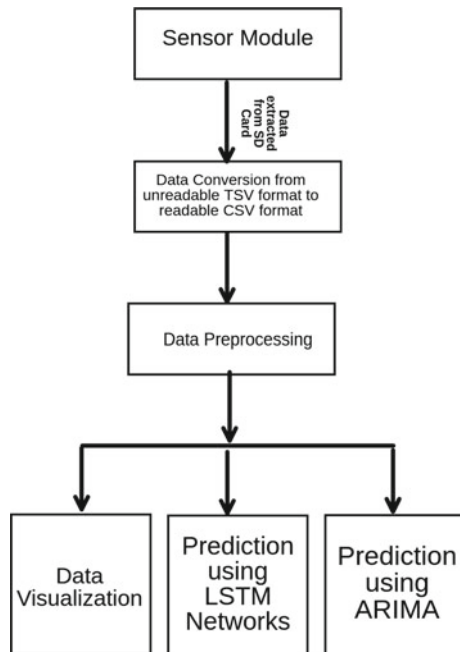 Sensor Module
Data
extracted
from SD
Card
Data Conversion from
unreadable TSV format to
readable CSV format
Data Preprocessing
Data
Visualization
Prediction
using
LSTM
Networks
Prediction
using
ARIMA